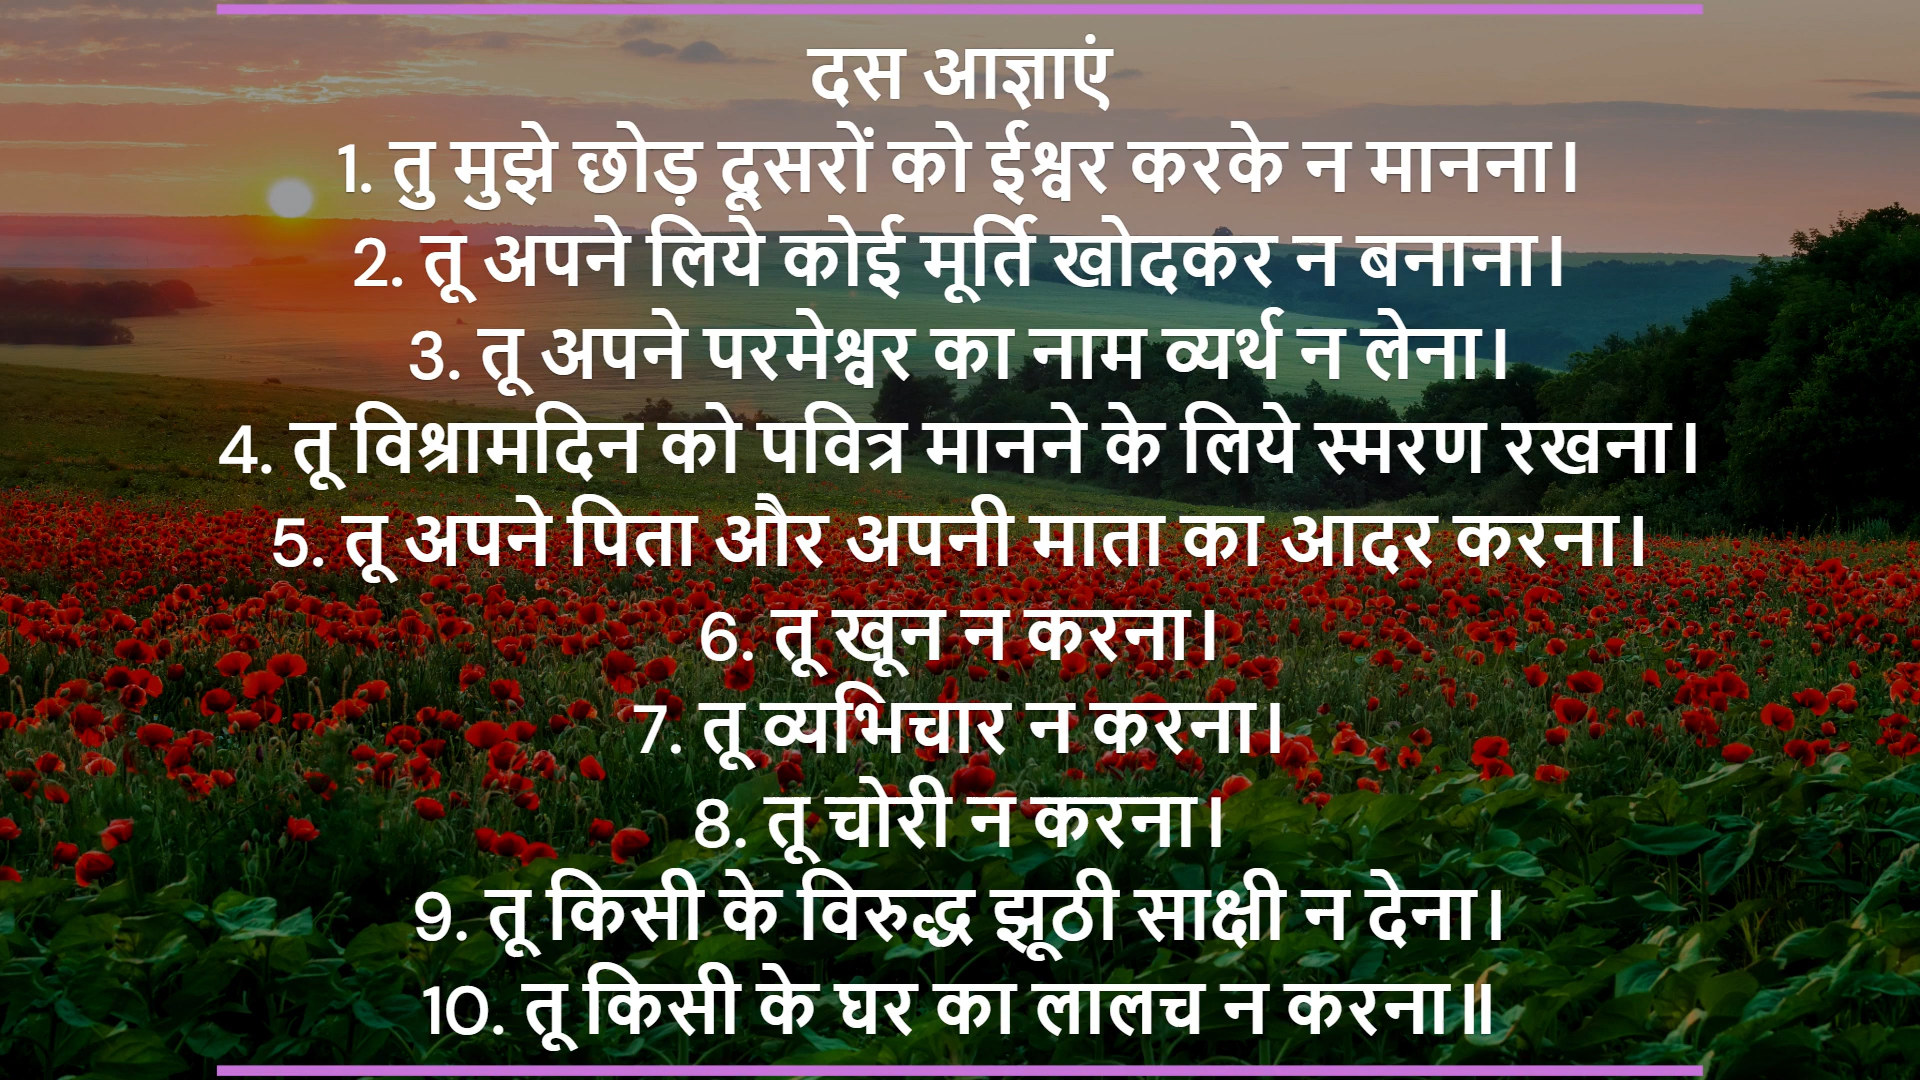 दस आज्ञाएं
1. तु मुझे छोड़ दूसरों को ईश्वर करके न मानना।
2. तू अपने लिये कोई मूर्ति खोदकर न बनाना।
3. तू अपने परमेश्वर का नाम व्यर्थ न लेना।
4. तू विश्रामदिन को पवित्र मानने के लिये स्मरण रखना।
5. तू अपने पिता और अपनी माता का आदर करना।
6. तू खून न करना।
7. तू व्यभिचार न करना।
8. तू चोरी न करना।
9. तू किसी के विरुद्ध झूठी साक्षी न देना।
10. तू किसी के घर का लालच न करना॥